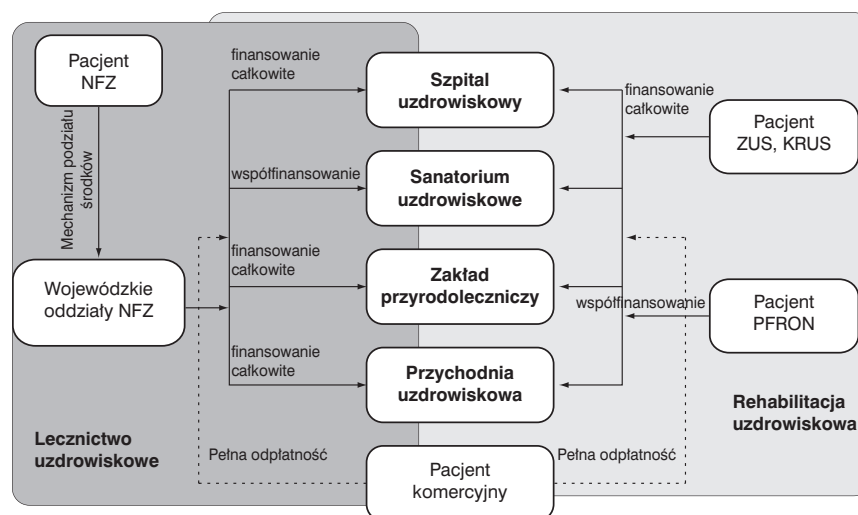 Pacjent
NFZ
Mechanizm podziału
środków
Wojewódzkie
oddziały NFZ
finansowanie
całkowite
współfinansowanie
finansowanie
całkowite
finansowanie
całkowite
Lecznictwo
uzdrowiskowe
Pełna odpłatność
Szpital
uzdrowiskowy
Sanatorium
uzdrowiskowe
Zakład
przyrodoleczniczy
Przychodnia
uzdrowiskowa
Pacjent
komercyjny
finansowanie
całkowite
Pacjent
ZUS, KRUS
współfinansowanie
Pacjent
PFRON
Rehabilitacja
uzdrowiskowa
Pełna odpłatność